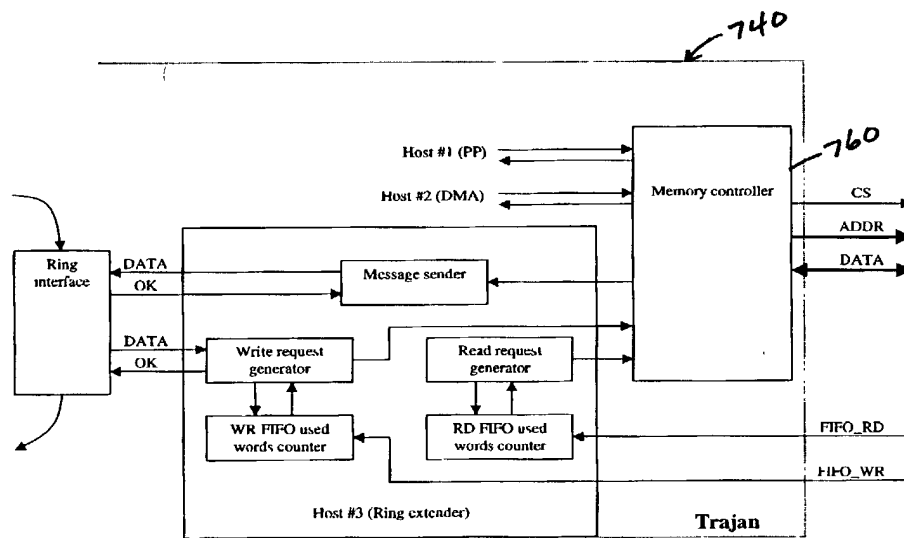 740
760
Host #1 (PP)
Host #2 (DMA)
Memory controller
CS
ADDR
DATA
Ring
interface
DATA
OK
Message sender
DATA
OK
Write request
generator
Read request
generator
WR FIFO used
words counter
RD FIFO used
words counter
FIFO_RD
FIFO_WR
Host #3 (Ring extender)
Trajan